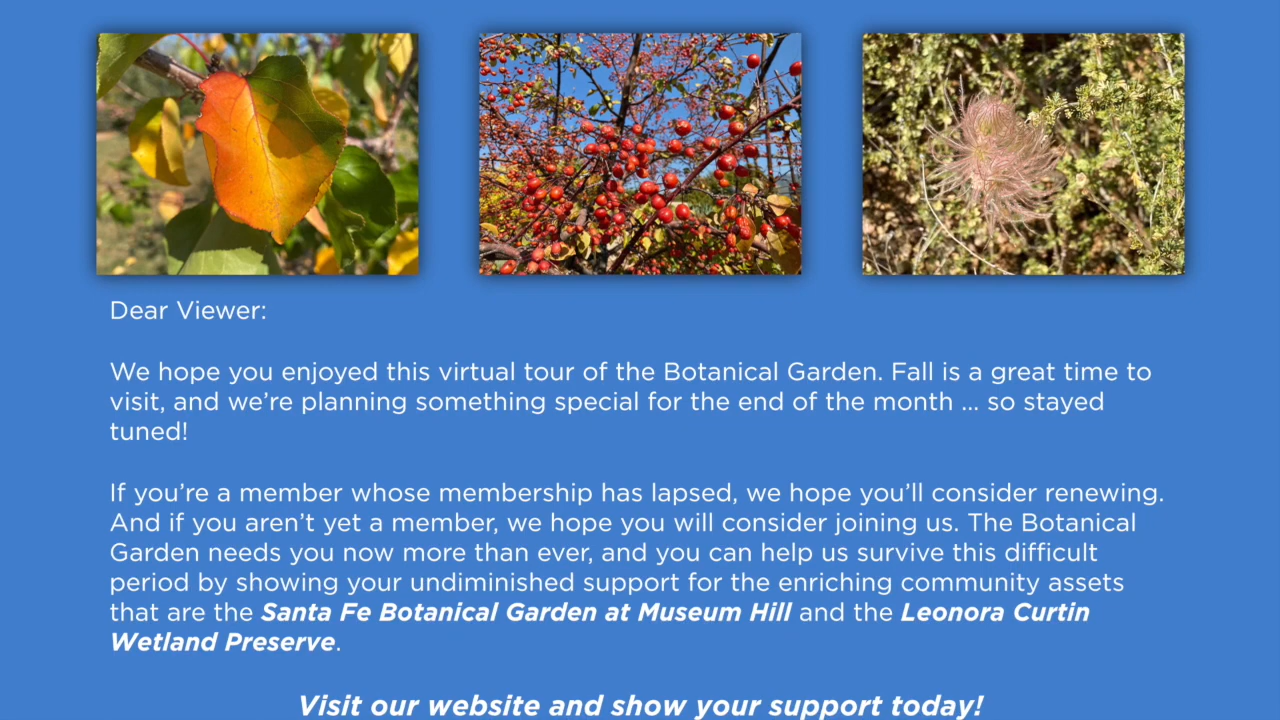 Dear Viewer:
We hope you enjoyed this virtual tour of the Botanical Garden. Fall is a great time to
visit, and we’re planning something special for the end of the month ... so stayed
tuned!
If you’re a member whose membership has lapsed, we hope you’ll consider renewing.
And if you aren’t yet a member, we hope you will consider joining us. The Botanical
Garden needs you now more than ever, and you can help us survive this difficult
period by showing your undiminished support for the enriching community assets
that are the Santa Fe Botanical Garden at Museum Hill and the Leonora Curtin
Wetland Preserve.
Visit our website and show your support today!